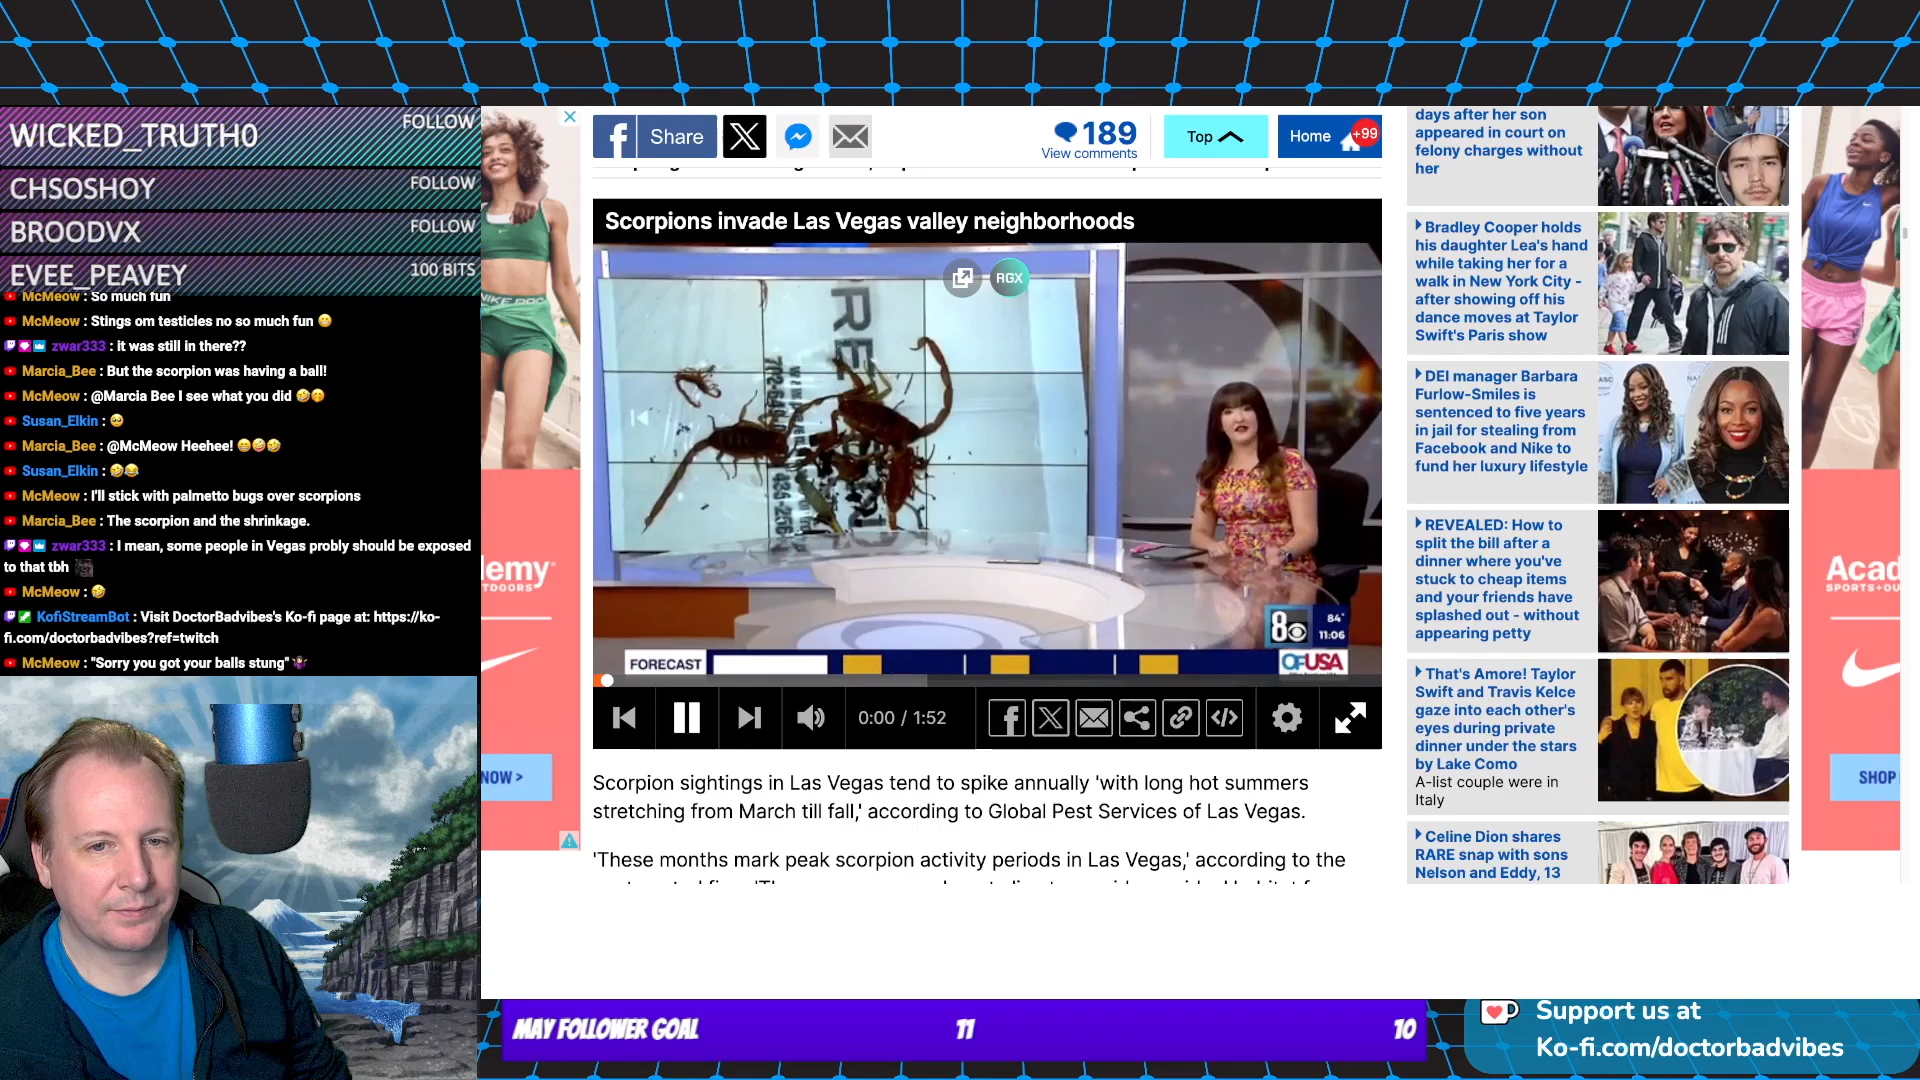 WICKED_TRUTH0
FOLLOW
CHSOSHOY
FOLLOW
BROODVX
FOLLOW
EVEE_PEAVEY
100 BITS
McMeow : So much fun
McMeow : Stings om testicles no so much fun 😀
zwar333 : it was still in there??
Marcia_Bee : But the scorpion was having a ball!
McMeow : @Marcia Bee I see what you did 🤣🤭
Susan_Elkin : 🥺
Marcia_Bee : @McMeow Heehee! 😁🤪🤣
Susan_Elkin : 🤣😂
McMeow : I'll stick with palmetto bugs over scorpions
Marcia_Bee : The scorpion and the shrinkage.
zwar333 : I mean, some people in Vegas probly should be exposed
to that tbh
McMeow : 🤣
KofiStreamBot : Visit DoctorBadvibes's Ko-fi page at: https://ko-
fi.com/doctorbadvibes?ref=twitch
McMeow : "Sorry you got your balls stung" 🤷🏾‍♀️
f Share
189
View comments
Top
Home
+99
Scorpions invade Las Vegas valley neighborhoods
RGX
8
84°
11:06
FORECAST
OFUSA
0:00 / 1:52
Scorpion sightings in Las Vegas tend to spike annually 'with long hot summers
stretching from March till fall,' according to Global Pest Services of Las Vegas.
'These months mark peak scorpion activity periods in Las Vegas,' according to the
days after her son
appeared in court on
felony charges without
her
Bradley Cooper holds
his daughter Lea's hand
while taking her for a
walk in New York City -
after showing off his
dance moves at Taylor
Swift's Paris show
DEI manager Barbara
Furlow-Smiles is
sentenced to five years
in jail for stealing from
Facebook and Nike to
fund her luxury lifestyle
REVEALED: How to
split the bill after a
dinner where you've
stuck to cheap items
and your friends have
splashed out - without
appearing petty
That's Amore! Taylor
Swift and Travis Kelce
gaze into each other's
eyes during private
dinner under the stars
by Lake Como
A-list couple were in
Italy
Celine Dion shares
RARE snap with sons
Nelson and Eddy, 13
lemy
TDOORS
NOW >
Acad
SPORTS+OU
SHOP
MAY FOLLOWER GOAL
11
10
Support us at
Ko-fi.com/doctorbadvibes